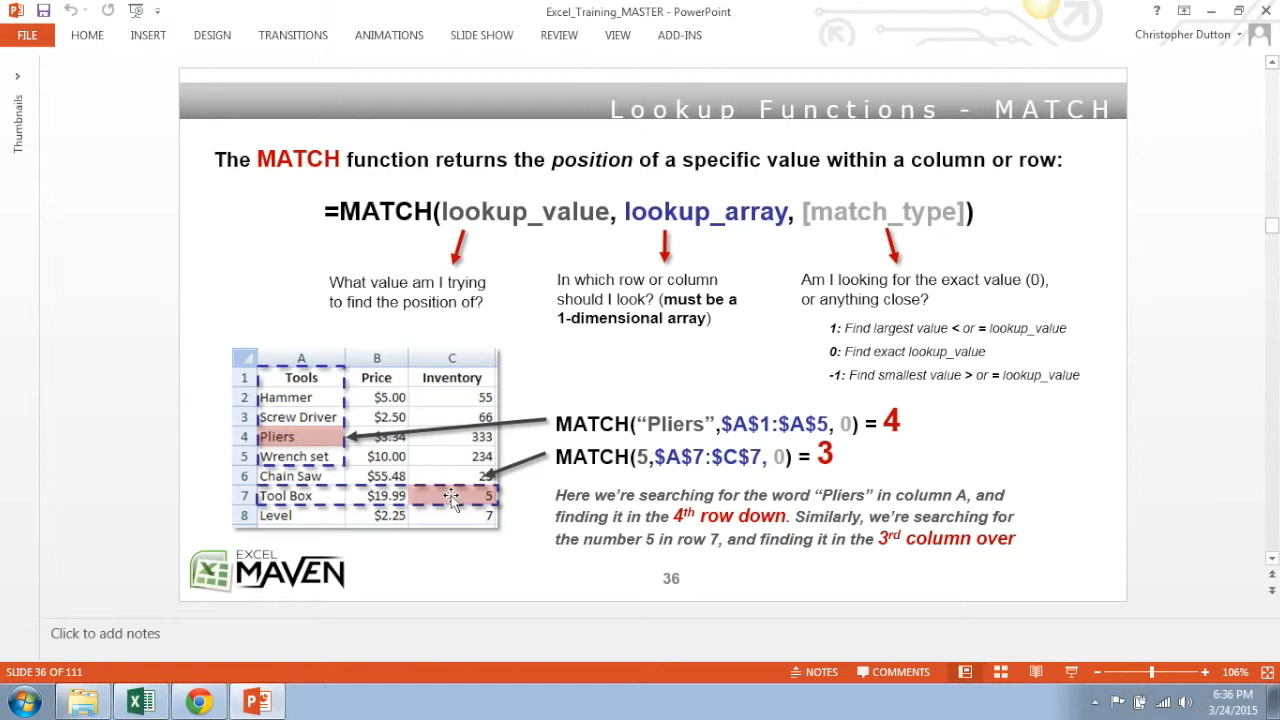 Excel_Training_MASTER - PowerPoint
?
FILE HOME INSERT DESIGN TRANSITIONS ANIMATIONS SLIDE SHOW REVIEW VIEW ADD-INS
Christopher Dutton
Thumbnails
Lookup Functions - MATCH
The MATCH function returns the position of a specific value within a column or row:
=MATCH(lookup_value, lookup_array, [match_type])
What value am I trying
to find the position of?
In which row or column
should I look? (must be a
1-dimensional array)
Am I looking for the exact value (0),
or anything close?
1: Find largest value < or = lookup_value
0: Find exact lookup_value
-1: Find smallest value > or = lookup_value
A B C
1 Tools Price Inventory
2 Hammer $5.00 55
3 Screw Driver $2.50 66
4 Pliers $3.34 333
5 Wrench set $10.00 234
6 Chain Saw $55.48
7 Tool Box $19.99 5
8 Level $2.25 7
MATCH(“Pliers”,$A$1:$A$5, 0) = 4
MATCH(5,$A$7:$C$7, 0) = 3
Here we’re searching for the word “Pliers” in column A, and
finding it in the 4th row down. Similarly, we’re searching for
the number 5 in row 7, and finding it in the 3rd column over
EXCEL
MAVEN
36
Click to add notes
SLIDE 36 OF 111
NOTES COMMENTS
106%
6:36 PM
3/24/2015